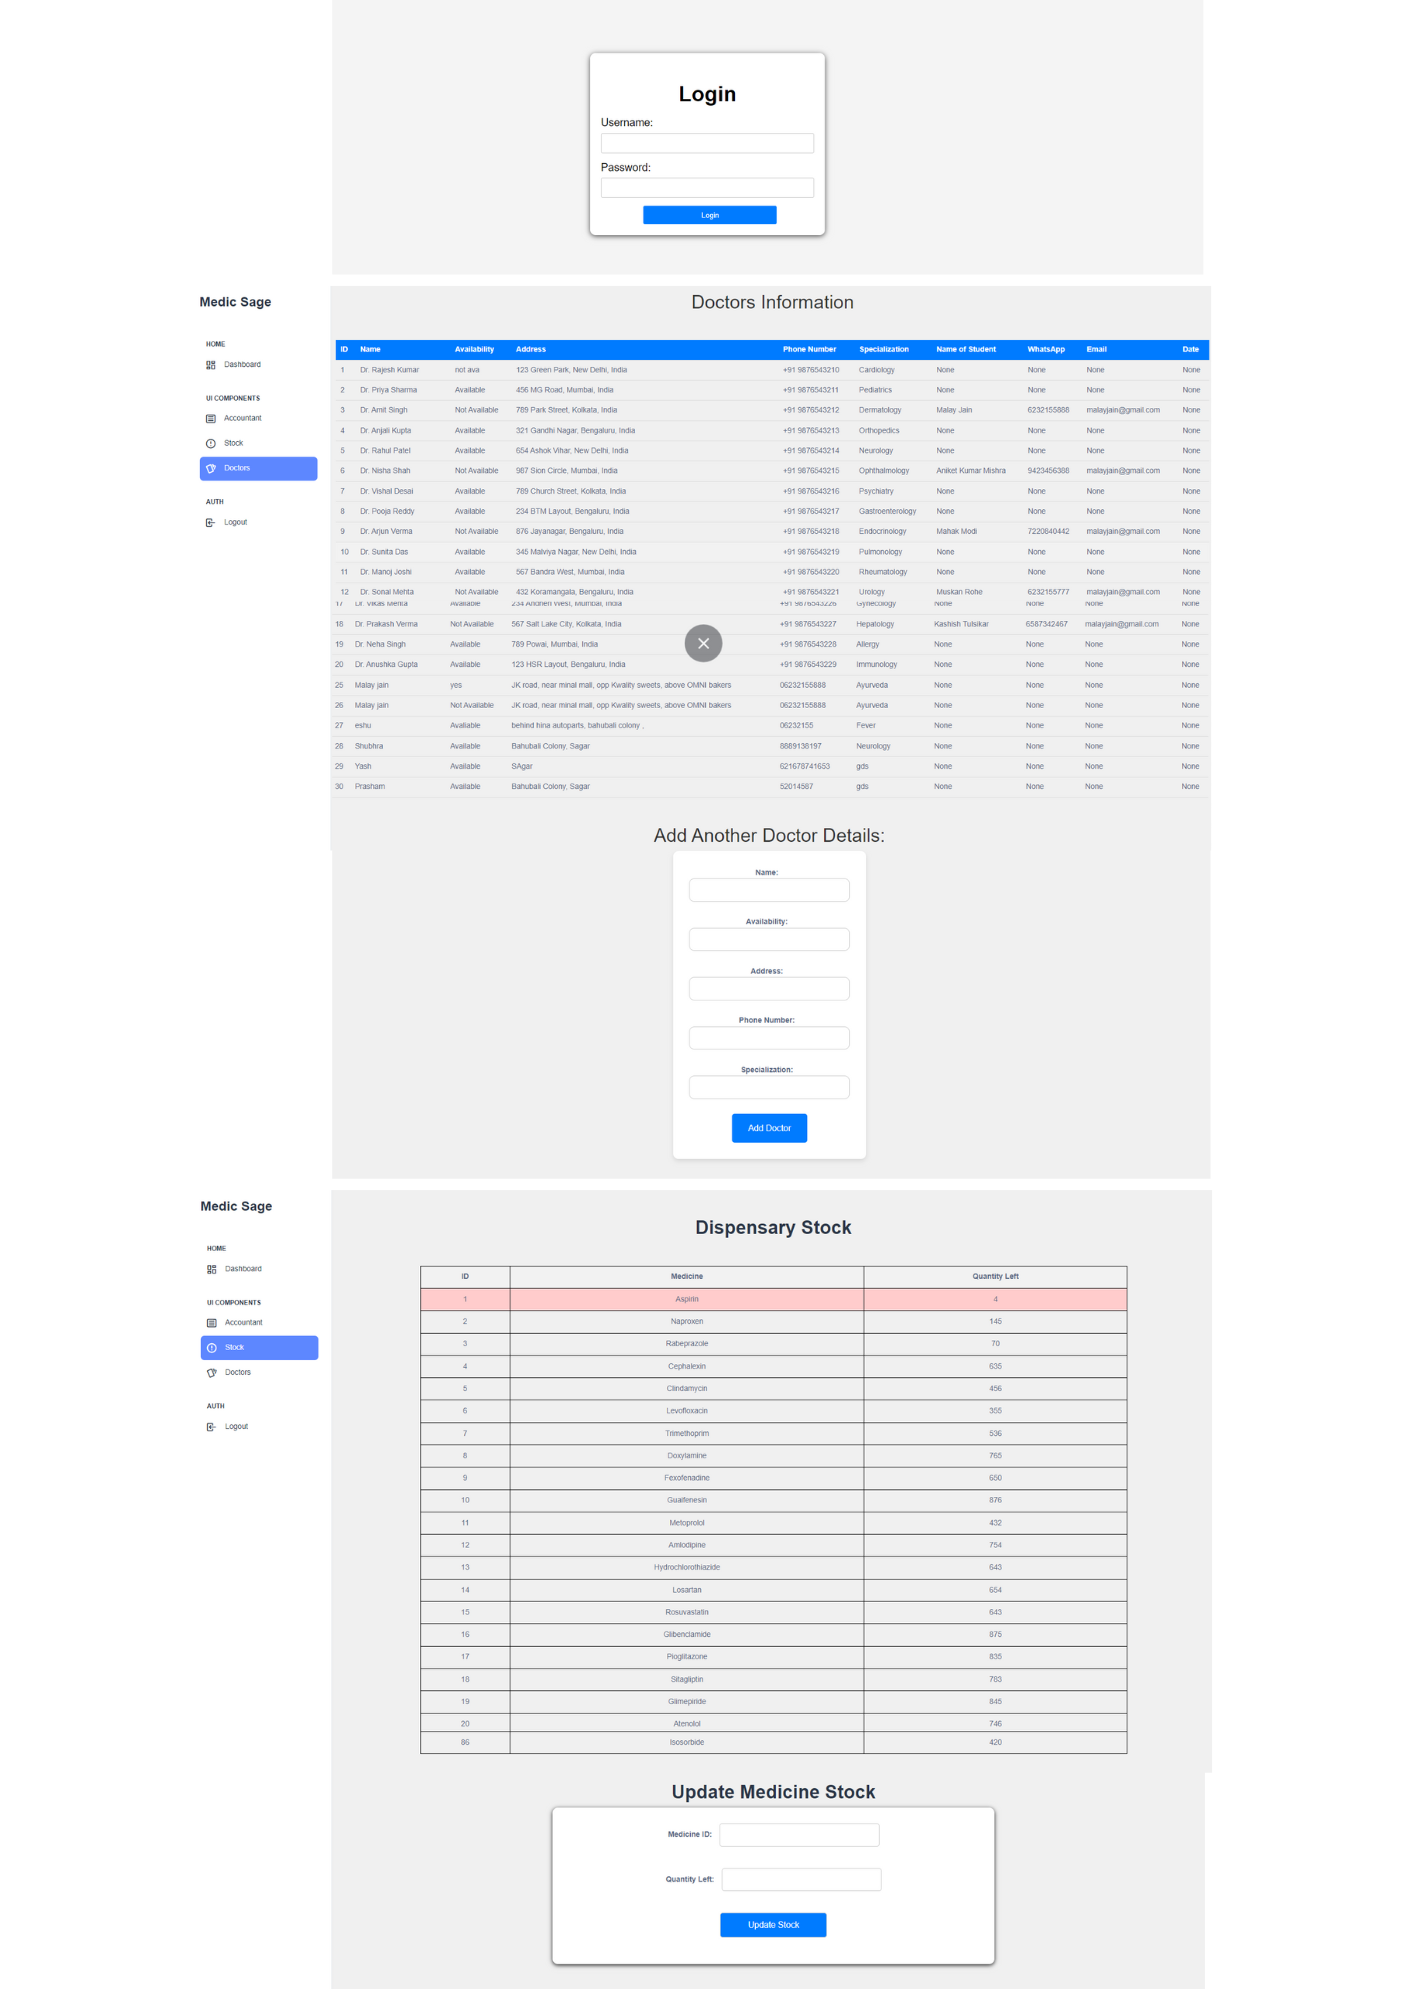 Login
Username:
Password:
Login
Medic Sage
HOME
Dashboard
UI COMPONENTS
Accountant
Stock
Doctors
AUTH
Logout
Doctors Information
ID Name Availability Address Phone Number Specialization Name of Student WhatsApp Email Date
1 Dr. Rajesh Kumar not ava 123 Green Park, New Delhi, India +91 9876543210 Cardiology None None None None
2 Dr. Priya Sharma Available 456 MG Road, Mumbai, India +91 9876543211 Pediatrics None None None None
3 Dr. Amit Singh Not Available 789 Park Street, Kolkata, India +91 9876543212 Dermatology Malay Jain 6232155888 malayjain@gmail.com None
4 Dr. Anjali Kupta Available 321 Gandhi Nagar, Bengaluru, India +91 9876543213 Orthopedics None None None None
5 Dr. Rahul Patel Available 654 Ashok Vihar, New Delhi, India +91 9876543214 Neurology None None None None
6 Dr. Nisha Shah Not Available 987 Sion Circle, Mumbai, India +91 9876543215 Ophthalmology Aniket Kumar Mishra 9423456388 malayjain@gmail.com None
7 Dr. Vishal Desai Available 789 Church Street, Kolkata, India +91 9876543216 Psychiatry None None None None
8 Dr. Pooja Reddy Available 234 BTM Layout, Bengaluru, India +91 9876543217 Gastroenterology None None None None
9 Dr. Arjun Verma Not Available 876 Jayanagar, Bengaluru, India +91 9876543218 Endocrinology Mahak Modi 7220840442 malayjain@gmail.com None
10 Dr. Sunita Das Available 345 Malviya Nagar, New Delhi, India +91 9876543219 Pulmonology None None None None
11 Dr. Manoj Joshi Available 567 Bandra West, Mumbai, India +91 9876543220 Rheumatology None None None None
12 Dr. Sonal Mehta Not Available 432 Koramangata, Bengaluru, India +91 9876543221 Urology Muskan Rohe 6232155777 malayjain@gmail.com None
17 Dr. Vikas Mehta Available 234 Andheri West, Mumbai, India +91 9876543226 Gynecology None None None None
18 Dr. Prakash Verma Not Available 567 Salt Lake City, Kolkata, India +91 9876543227 Hepatology Kashish Tulsikar 6587342467 malayjain@gmail.com None
19 Dr. Neha Singh Available 789 Powai, Mumbai, India +91 9876543228 Allergy None None None None
20 Dr. Anushka Gupta Available 123 HSR Layout, Bengaluru, India +91 9876543229 Immunology None None None None
25 Malay jain yes JK road, near minal mall, opp Kwality sweets, above OMNI bakers 06232155888 Ayurveda None None None None
26 Malay jain Not Available JK road, near minal mall, opp Kwality sweets, above OMNI bakers 06232155888 Ayurveda None None None None
27 eshu Available behind hina autoparts, bahubali colony , 06232155 Fever None None None None
28 Shubhra Available Bahubali Colony, Sagar 8889138197 Neurology None None None None
29 Yash Available SAgar 621678741653 gds None None None None
30 Prasham Available Bahubali Colony, Sagar 52014587 gds None None None None
Add Another Doctor Details:
Name:
Availability:
Address:
Phone Number:
Specialization:
Add Doctor
Medic Sage
HOME
Dashboard
UI COMPONENTS
Accountant
Stock
Doctors
AUTH
Logout
Dispensary Stock
ID Medicine Quantity Left
1 Aspirin 4
2 Naproxen 145
3 Rabeprazole 70
4 Cephalexin 635
5 Clindamycin 456
6 Levofloxacin 355
7 Trimethoprim 536
8 Doxylamine 765
9 Fexofenadine 650
10 Guaifenesin 876
11 Metoprolol 432
12 Amlodipine 754
13 Hydrochlorothiazide 643
14 Losartan 654
15 Rosuvastatin 643
16 Glibenclamide 875
17 Pioglitazone 835
18 Sitagliptin 783
19 Glimepiride 845
20 Atenolol 746
86 Isosorbide 420
Update Medicine Stock
Medicine ID:
Quantity Left:
Update Stock